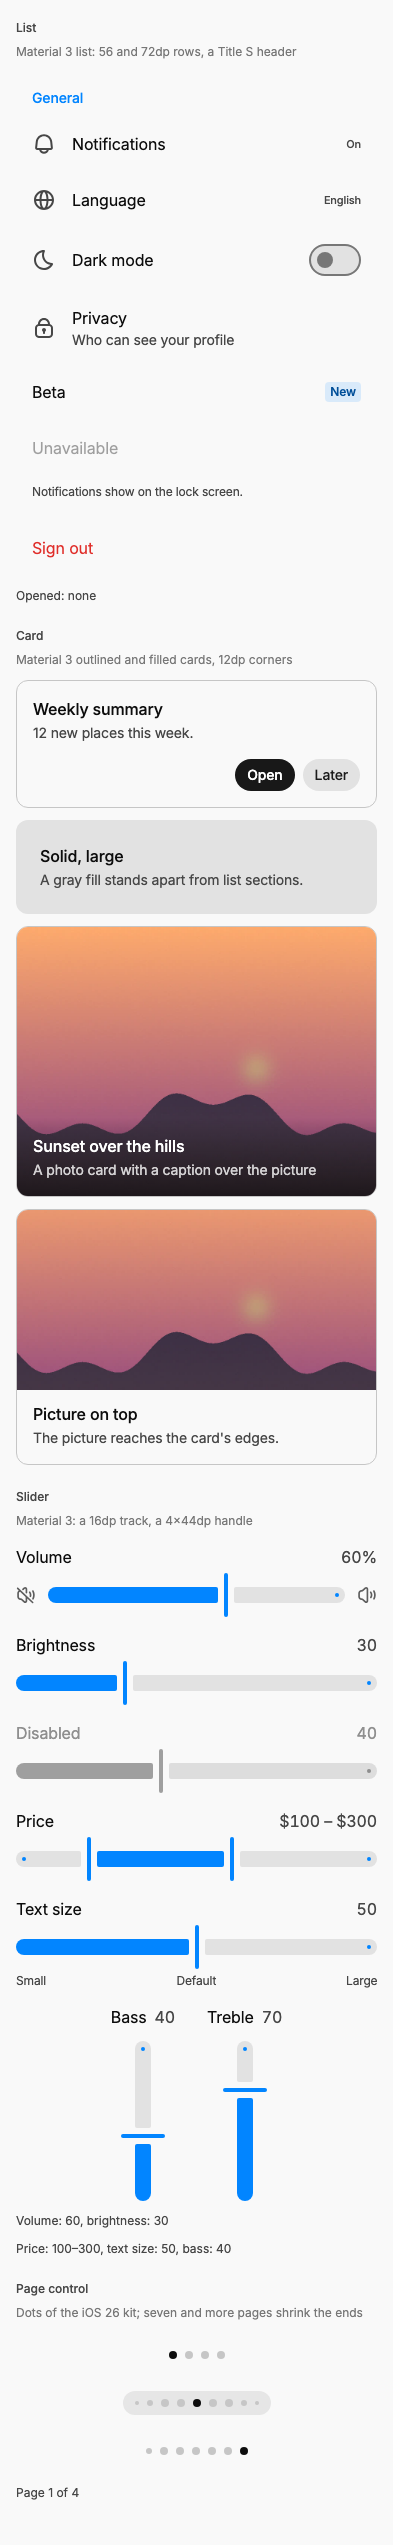 List
Material 3 list: 56 and 72dp rows, a Title S header
General
Notifications On
Language English
Dark mode
Privacy
Who can see your profile
Beta New
Unavailable
Notifications show on the lock screen.
Sign out
Opened: none
Card
Material 3 outlined and filled cards, 12dp corners
Weekly summary
12 new places this week.
Open Later
Solid, large
A gray fill stands apart from list sections.
Sunset over the hills
A photo card with a caption over the picture
Picture on top
The picture reaches the card's edges.
Slider
Material 3: a 16dp track, a 4×44dp handle
Volume 60%
Brightness 30
Disabled 40
Price $100 – $300
Text size 50
Small Default Large
Bass 40 Treble 70
Volume: 60, brightness: 30
Price: 100–300, text size: 50, bass: 40
Page control
Dots of the iOS 26 kit; seven and more pages shrink the ends
Page 1 of 4